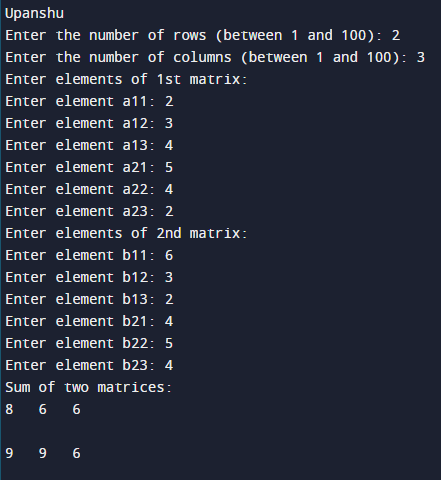 Upanshu
Enter the number of rows (between 1 and 100): 2
Enter the number of columns (between 1 and 100): 3
Enter elements of 1st matrix:
Enter element a11: 2
Enter element a12: 3
Enter element a13: 4
Enter element a21: 5
Enter element a22: 4
Enter element a23: 2
Enter elements of 2nd matrix:
Enter element b11: 6
Enter element b12: 3
Enter element b13: 2
Enter element b21: 4
Enter element b22: 5
Enter element b23: 4
Sum of two matrices:
8   6   6
9   9   6